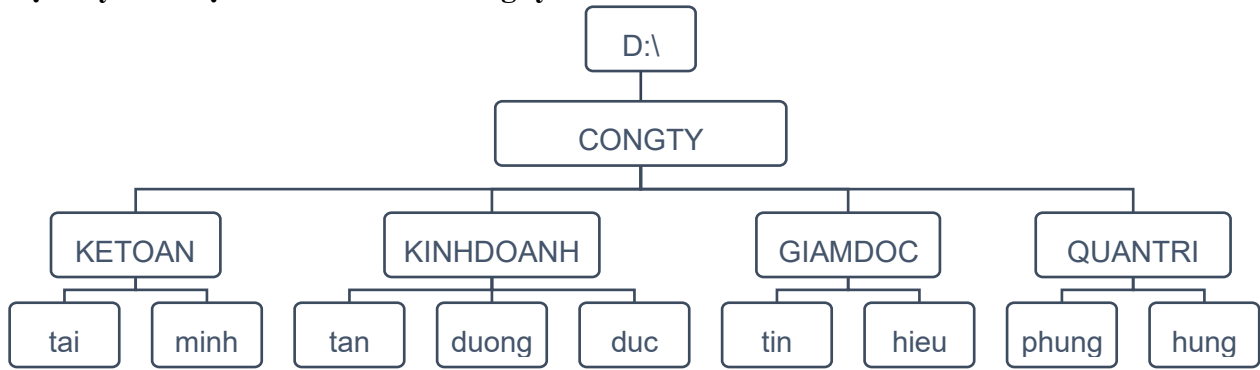 D:\
CONGTY
KETOAN KINHDOANH GIAMDOC QUANTRI
tai minh tan duong duc tin hieu phung hung